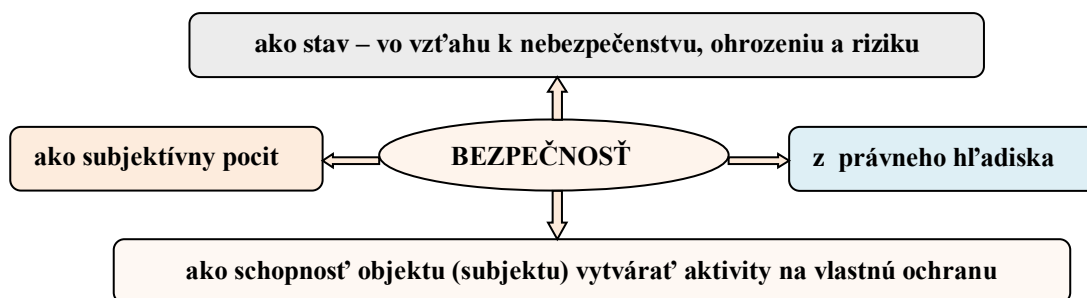 ako stav – vo vzťahu k nebezpečenstvu, ohrozeniu a riziku
ako subjektívny pocit
BEZPEČNOSŤ
z právneho hľadiska
ako schopnosť objektu (subjektu) vytvárať aktivity na vlastnú ochranu